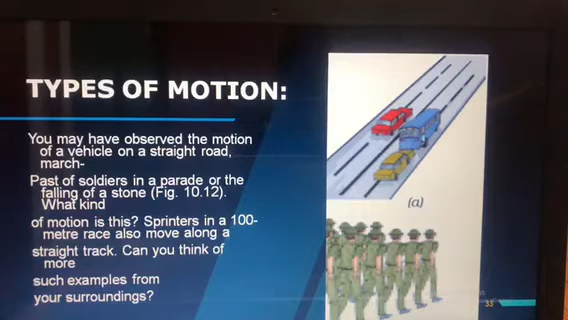 TYPES OF MOTION:
You may have observed the motion
of a vehicle on a straight road,
march-
Past of soldiers in a parade or the
falling of a stone (Fig. 10.12).
What kind
of motion is this? Sprinters in a 100-
metre race also move along a
straight track. Can you think of
more
such examples from
your surroundings?
(a)
33